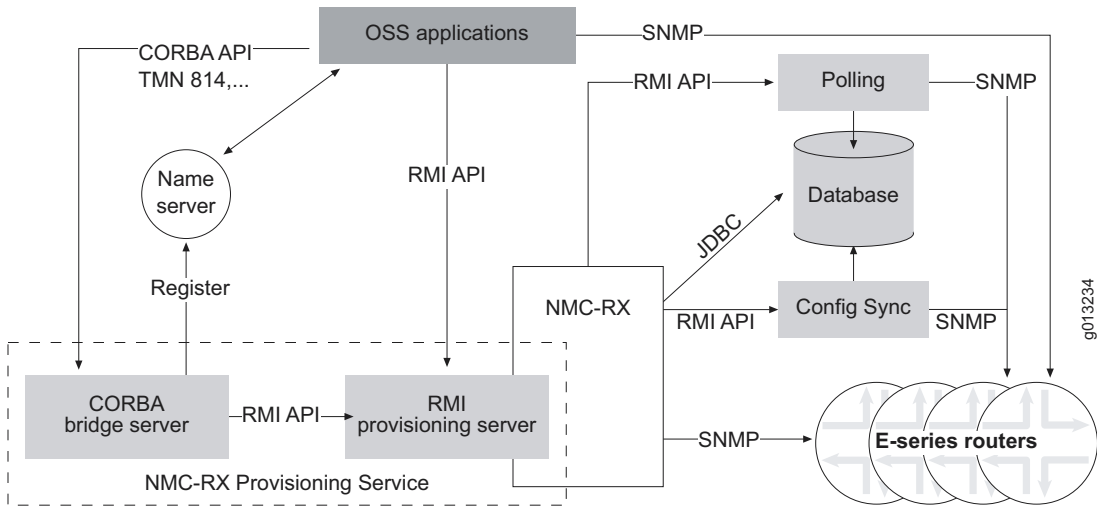 OSS applications
SNMP
CORBA API
TMN 814,...
RMI API
Polling
SNMP
Name
server
RMI API
Database
JDBC
Register
NMC-RX
Config Sync
RMI API
SNMP
g013234
CORBA
bridge server
RMI API
RMI
provisioning server
SNMP
E-series routers
NMC-RX Provisioning Service